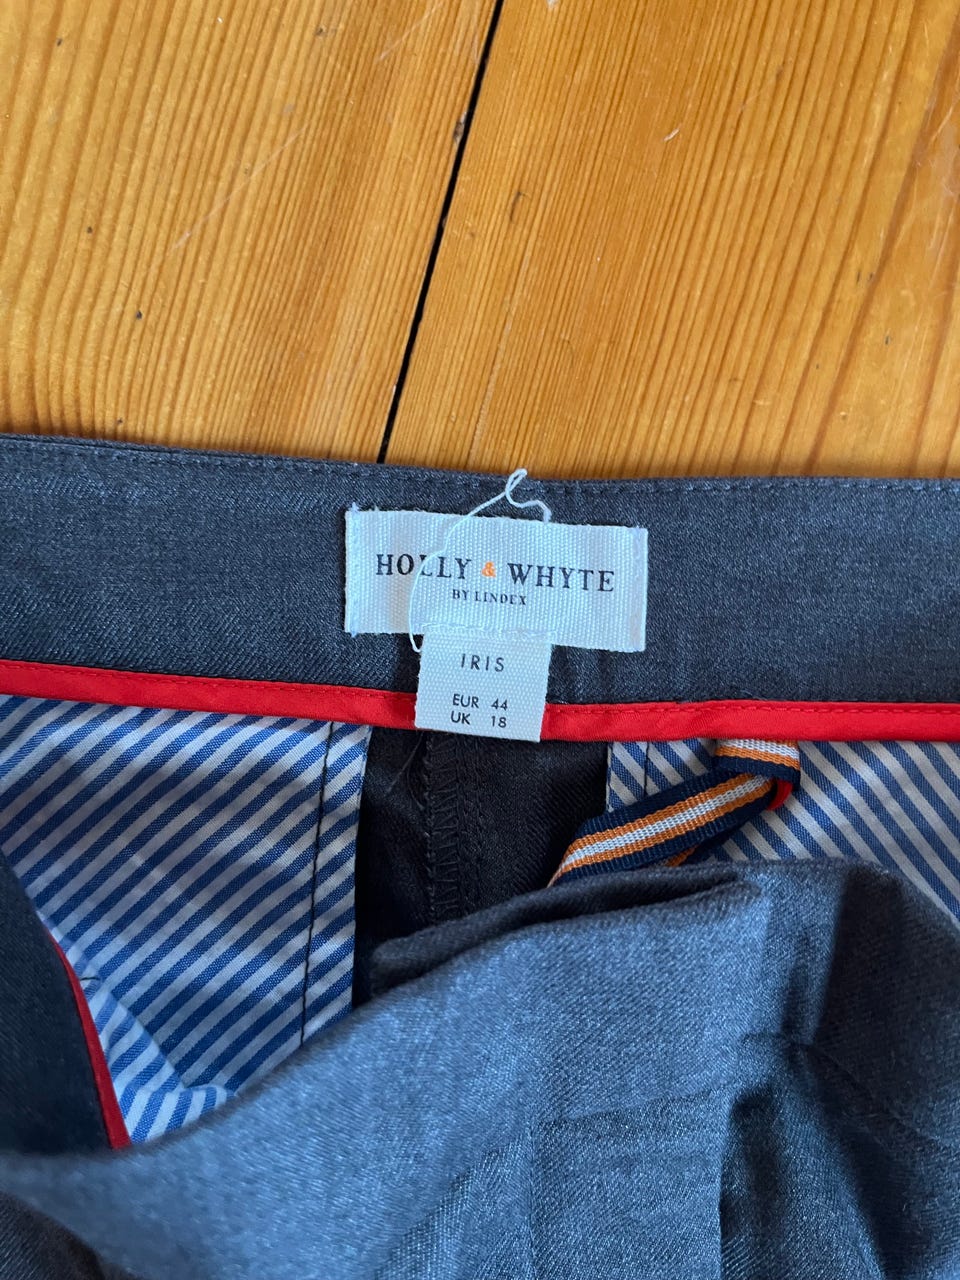 HOLLY & WHYTE
BY LINDEX
IRIS
EUR 44
UK 18